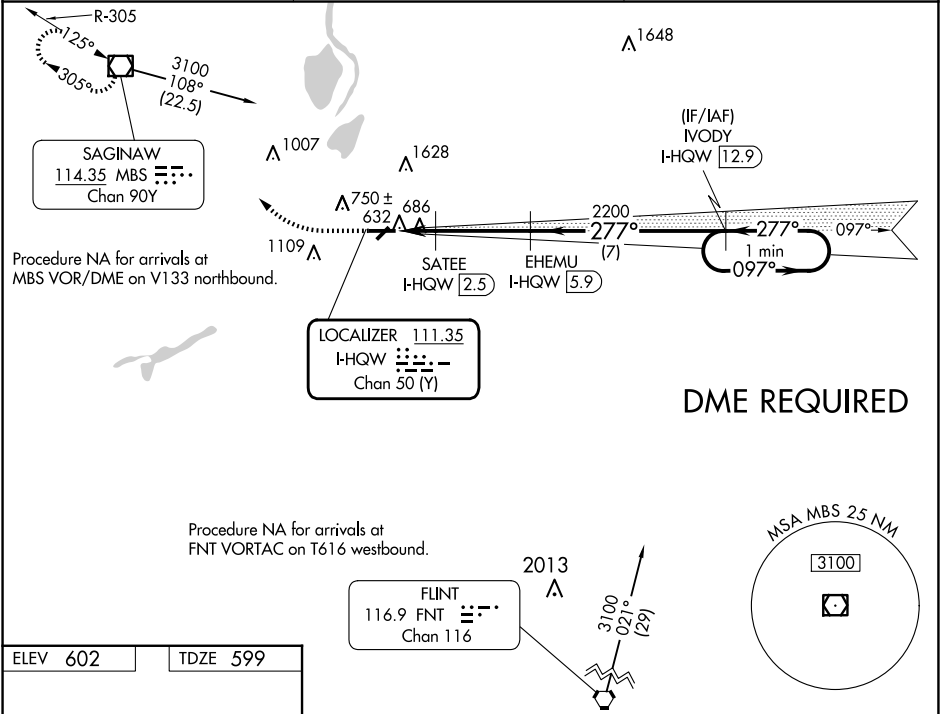 R-305
125°
305°
3100
108°
(22.5)
SAGINAW
114.35 MBS
Chan 90Y
Procedure NA for arrivals at
MBS VOR/DME on V133 northbound.
1648
1007
1628
750 ±
632
686
1109
(IF/IAF)
IVODY
I-HQW 12.9
2200
277°
(7)
277°
097°
1 min
097°
SATEE
I-HQW 2.5
EHEMU
I-HQW 5.9
LOCALIZER 111.35
I-HQW
Chan 50 (Y)
DME REQUIRED
Procedure NA for arrivals at
FNT VORTAC on T616 westbound.
2013
FLINT
116.9 FNT
Chan 116
3100
021°
(29)
MSA MBS 25 NM
3100
ELEV 602
TDZE 599